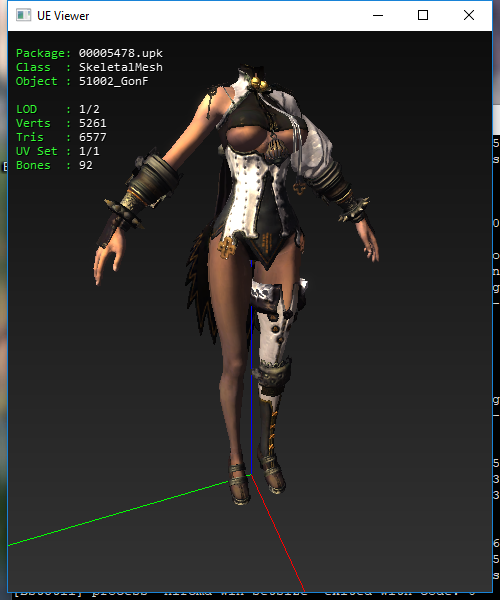 UE Viewer
Package: 00005478.upk
Class : SkeletalMesh
Object : 51002_GonF
LOD : 1/2
Verts : 5261
Tris : 6577
UV Set : 1/1
Bones : 92